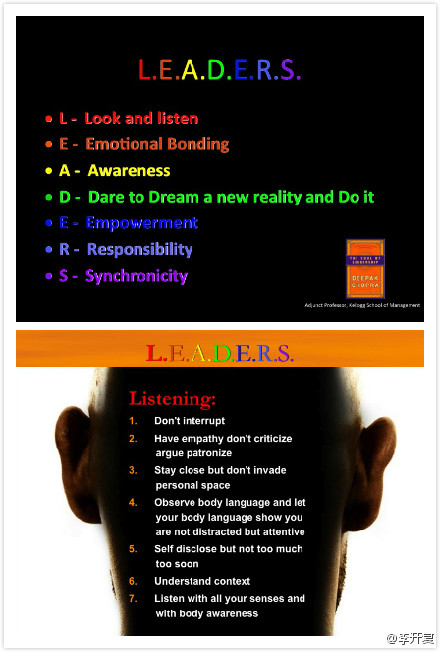 L.E.A.D.E.R.S.
• L - Look and listen
• E - Emotional Bonding
• A - Awareness
• D - Dare to Dream a new reality and Do it
• E - Empowerment
• R - Responsibility
• S - Synchronicity
THE SOUL OF
LEADERSHIP
DEEPAK
CHOPRA
Adjunct Professor, Kellogg School of Management
L.E.A.D.E.R.S.
Listening:
1. Don't interrupt
2. Have empathy don't criticize
argue patronize
3. Stay close but don't invade
personal space
4. Observe body language and let
your body language show you
are not distracted but attentive
5. Self disclose but not too much
too soon
6. Understand context
7. Listen with all your senses and
with body awareness
@李开复